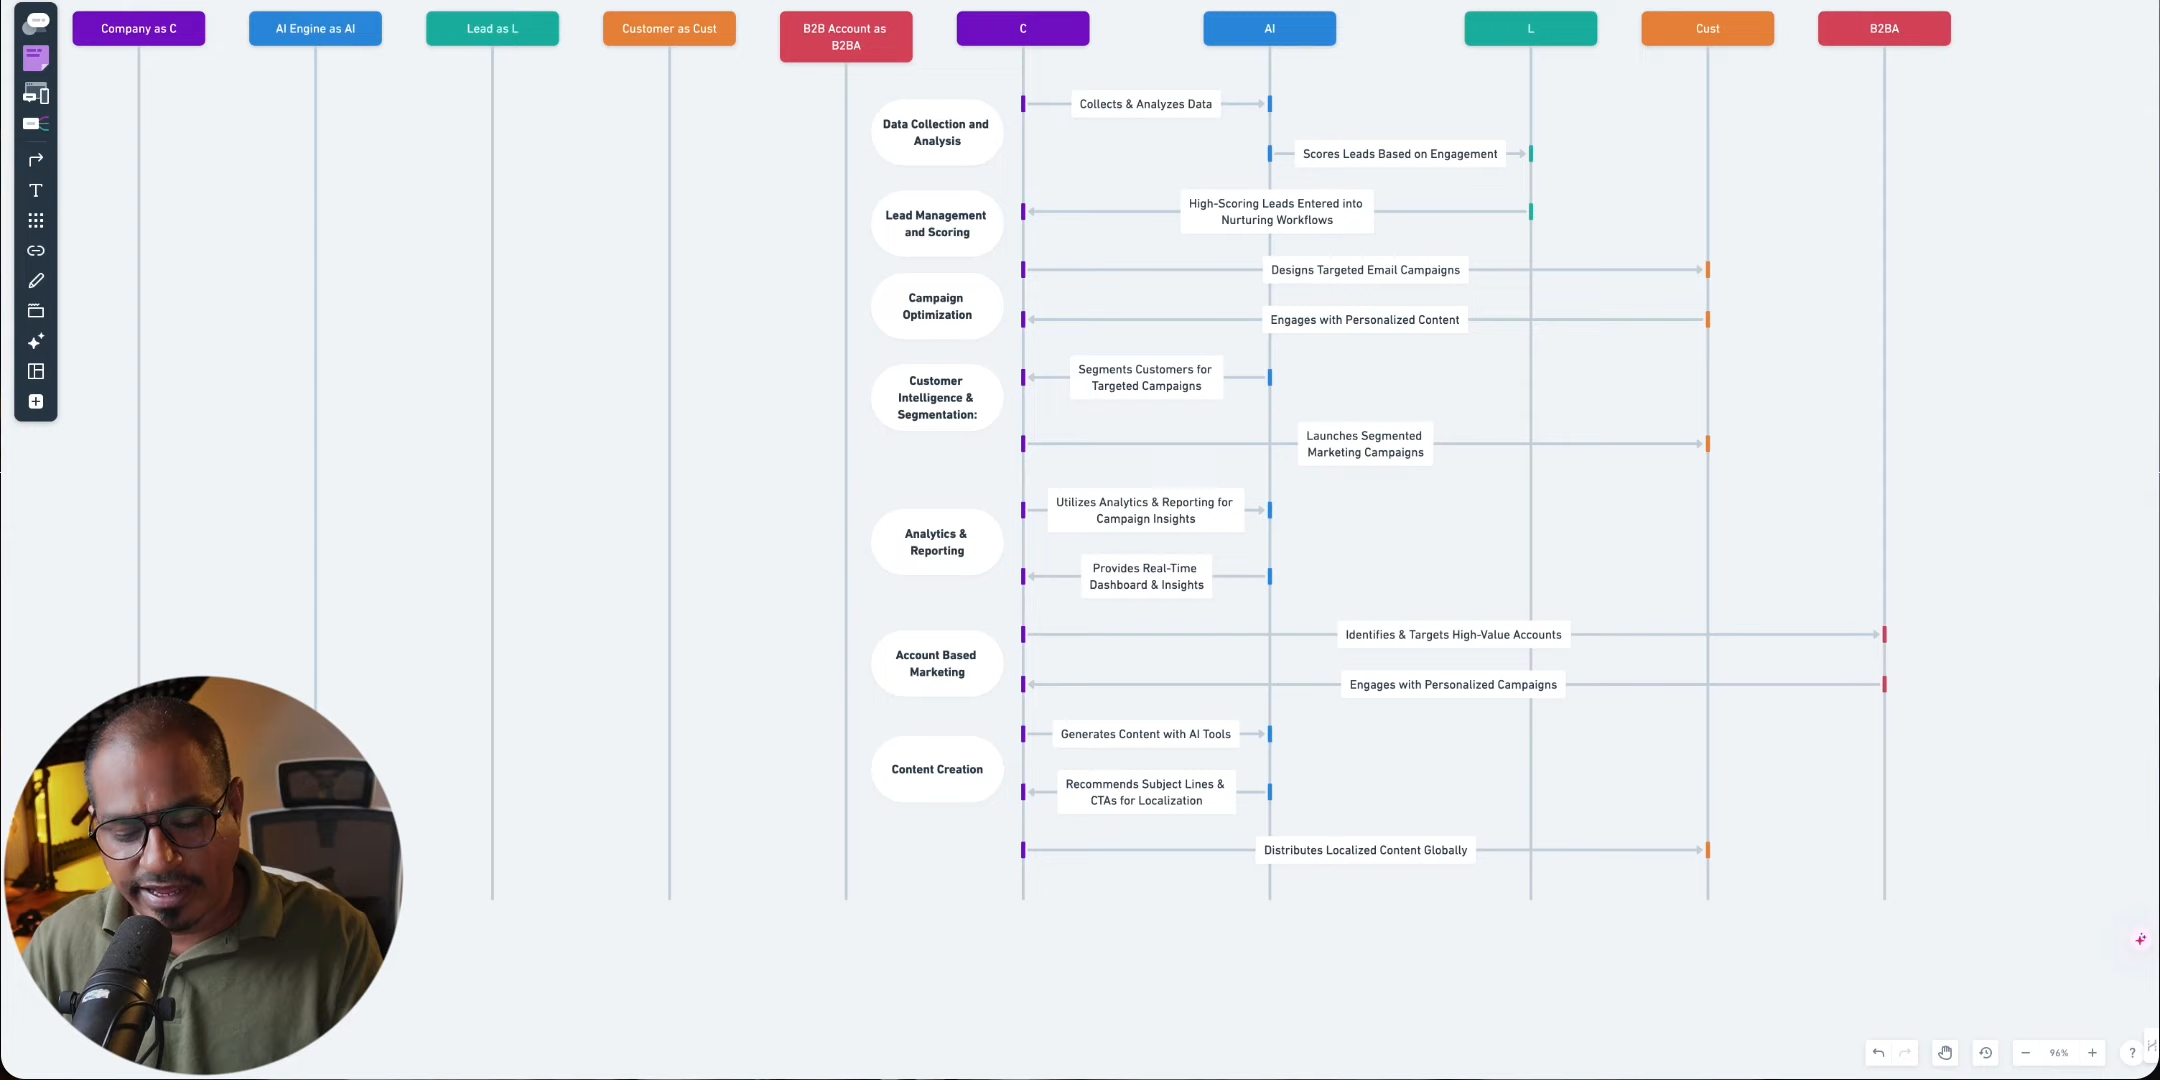 Company as C
AI Engine as AI
Lead as L
Customer as Cust
B2B Account as
B2BA
C
AI
L
Cust
B2BA
Data Collection and
Analysis
Collects & Analyzes Data
Scores Leads Based on Engagement
Lead Management
and Scoring
High-Scoring Leads Entered into
Nurturing Workflows
Campaign
Optimization
Designs Targeted Email Campaigns
Engages with Personalized Content
Customer
Intelligence &
Segmentation:
Segments Customers for
Targeted Campaigns
Launches Segmented
Marketing Campaigns
Analytics &
Reporting
Utilizes Analytics & Reporting for
Campaign Insights
Provides Real-Time
Dashboard & Insights
Account Based
Marketing
Identifies & Targets High-Value Accounts
Engages with Personalized Campaigns
Content Creation
Generates Content with AI Tools
Recommends Subject Lines &
CTAs for Localization
Distributes Localized Content Globally
96%
?